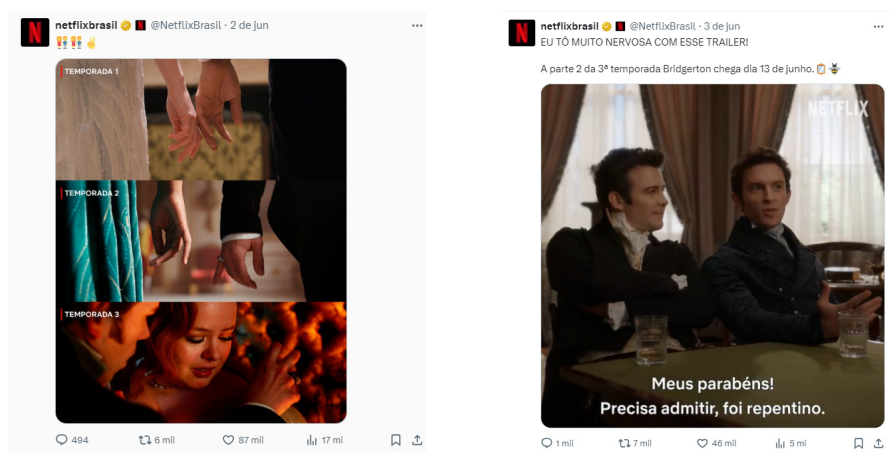 netflixbrasil @NetflixBrasil · 2 de jun
TEMPORADA 1
TEMPORADA 2
TEMPORADA 3
494 6 mil 87 mil 17 mi
netflixbrasil @NetflixBrasil · 3 de jun
EU TÔ MUITO NERVOSA COM ESSE TRAILER!
A parte 2 da 3ª temporada Bridgerton chega dia 13 de junho.
NETFLIX
Meus parabéns!
Precisa admitir, foi repentino.
1 mil 7 mil 46 mil 5 mi